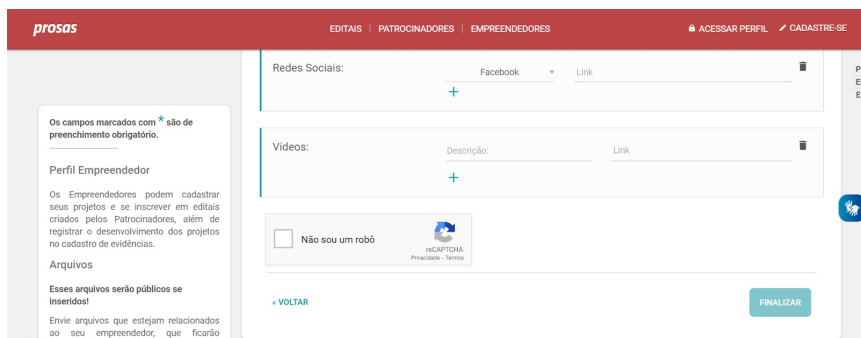 prosas
EDITAIS | PATROCINADORES | EMPREENDEDORES
ACESSAR PERFIL
CADASTRE-SE
Os campos marcados com * são de
preenchimento obrigatório.
Perfil Empreendedor
Os Empreendedores podem cadastrar
seus projetos e se inscrever em editais
criados pelos Patrocinadores, além de
registrar o desenvolvimento dos projetos
no cadastro de evidências.
Arquivos
Esses arquivos serão públicos se
inseridos!
Envie arquivos que estejam relacionados
ao seu empreendedor, que ficarão
Redes Sociais:
Facebook
Link
+
Vídeos:
Descrição:
Link
+
Não sou um robô
reCAPTCHA
Privacidade - Termos
« VOLTAR
FINALIZAR
P
E
E